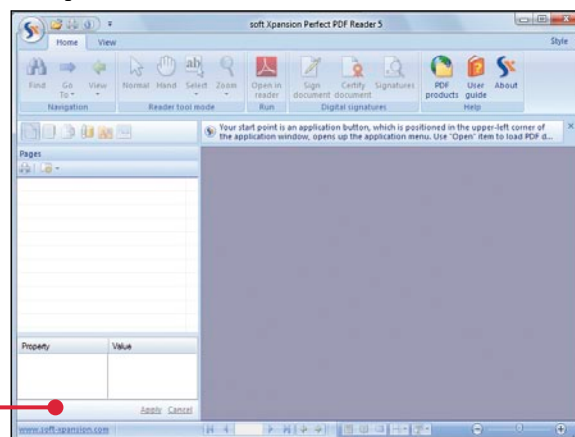 soft Xpansion Perfect PDF Reader 5
Home View Style
Find Go To View Normal Hand Select Zoom Open in reader Sign document Certify document Signatures PDF products User guide About
Navigation Reader tool mode Run Digital signatures Help
Your start point is an application button, which is positioned in the upper-left corner of
the application window, opens up the application menu. Use "Open" item to load PDF d...
Pages
Property Value
Apply Cancel
www.soft-xpansion.com